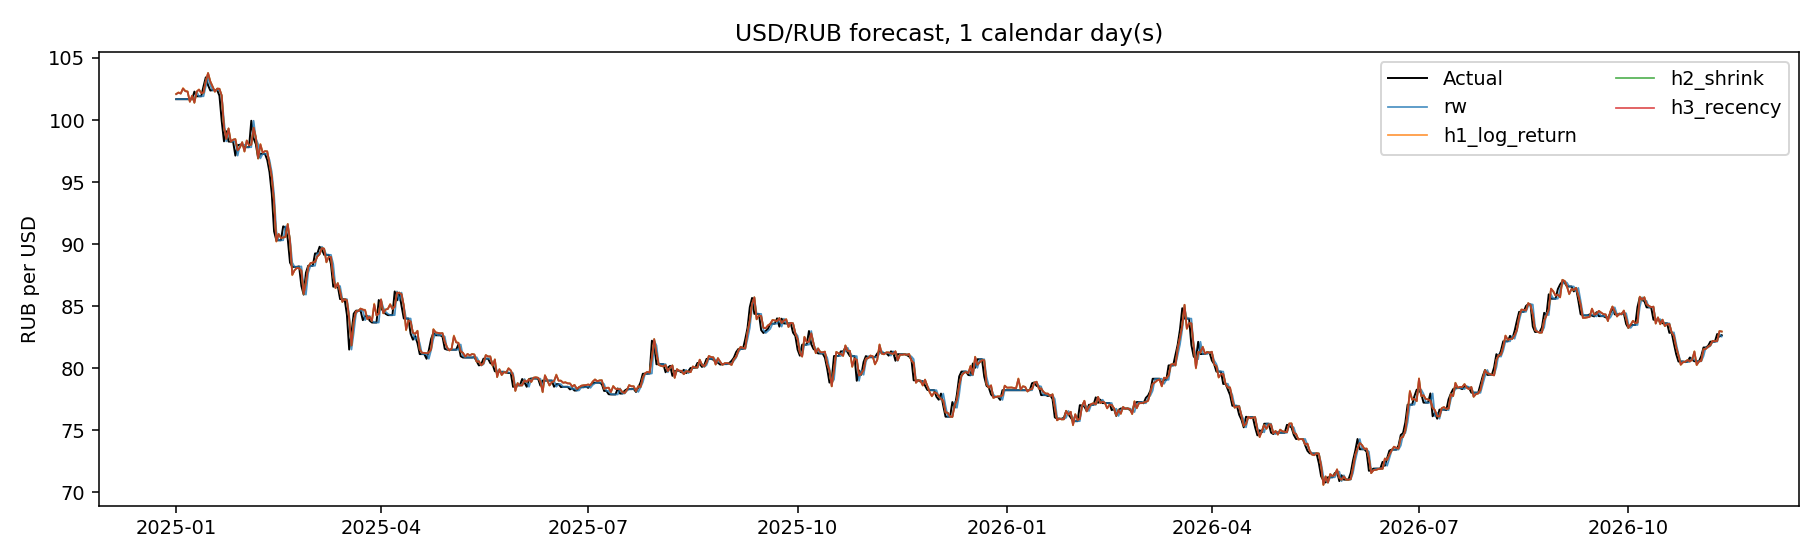 USD/RUB forecast, 1 calendar day(s)
105
100
95
90
85
80
75
70
RUB per USD
Actual
rw
h1_log_return
h2_shrink
h3_recency
2025-01
2025-04
2025-07
2025-10
2026-01
2026-04
2026-07
2026-10